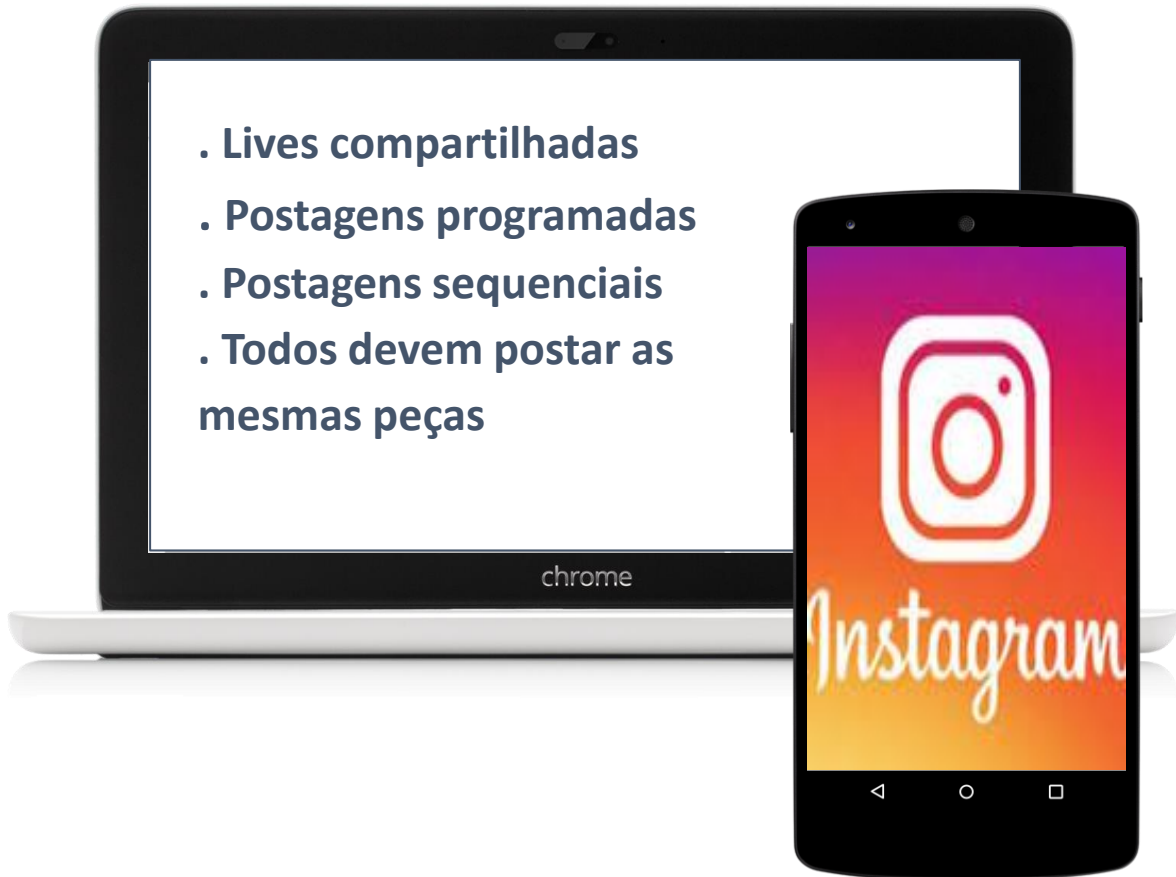 . Lives compartilhadas
. Postagens programadas
. Postagens sequenciais
. Todos devem postar as
mesmas peças
chrome
Instagram